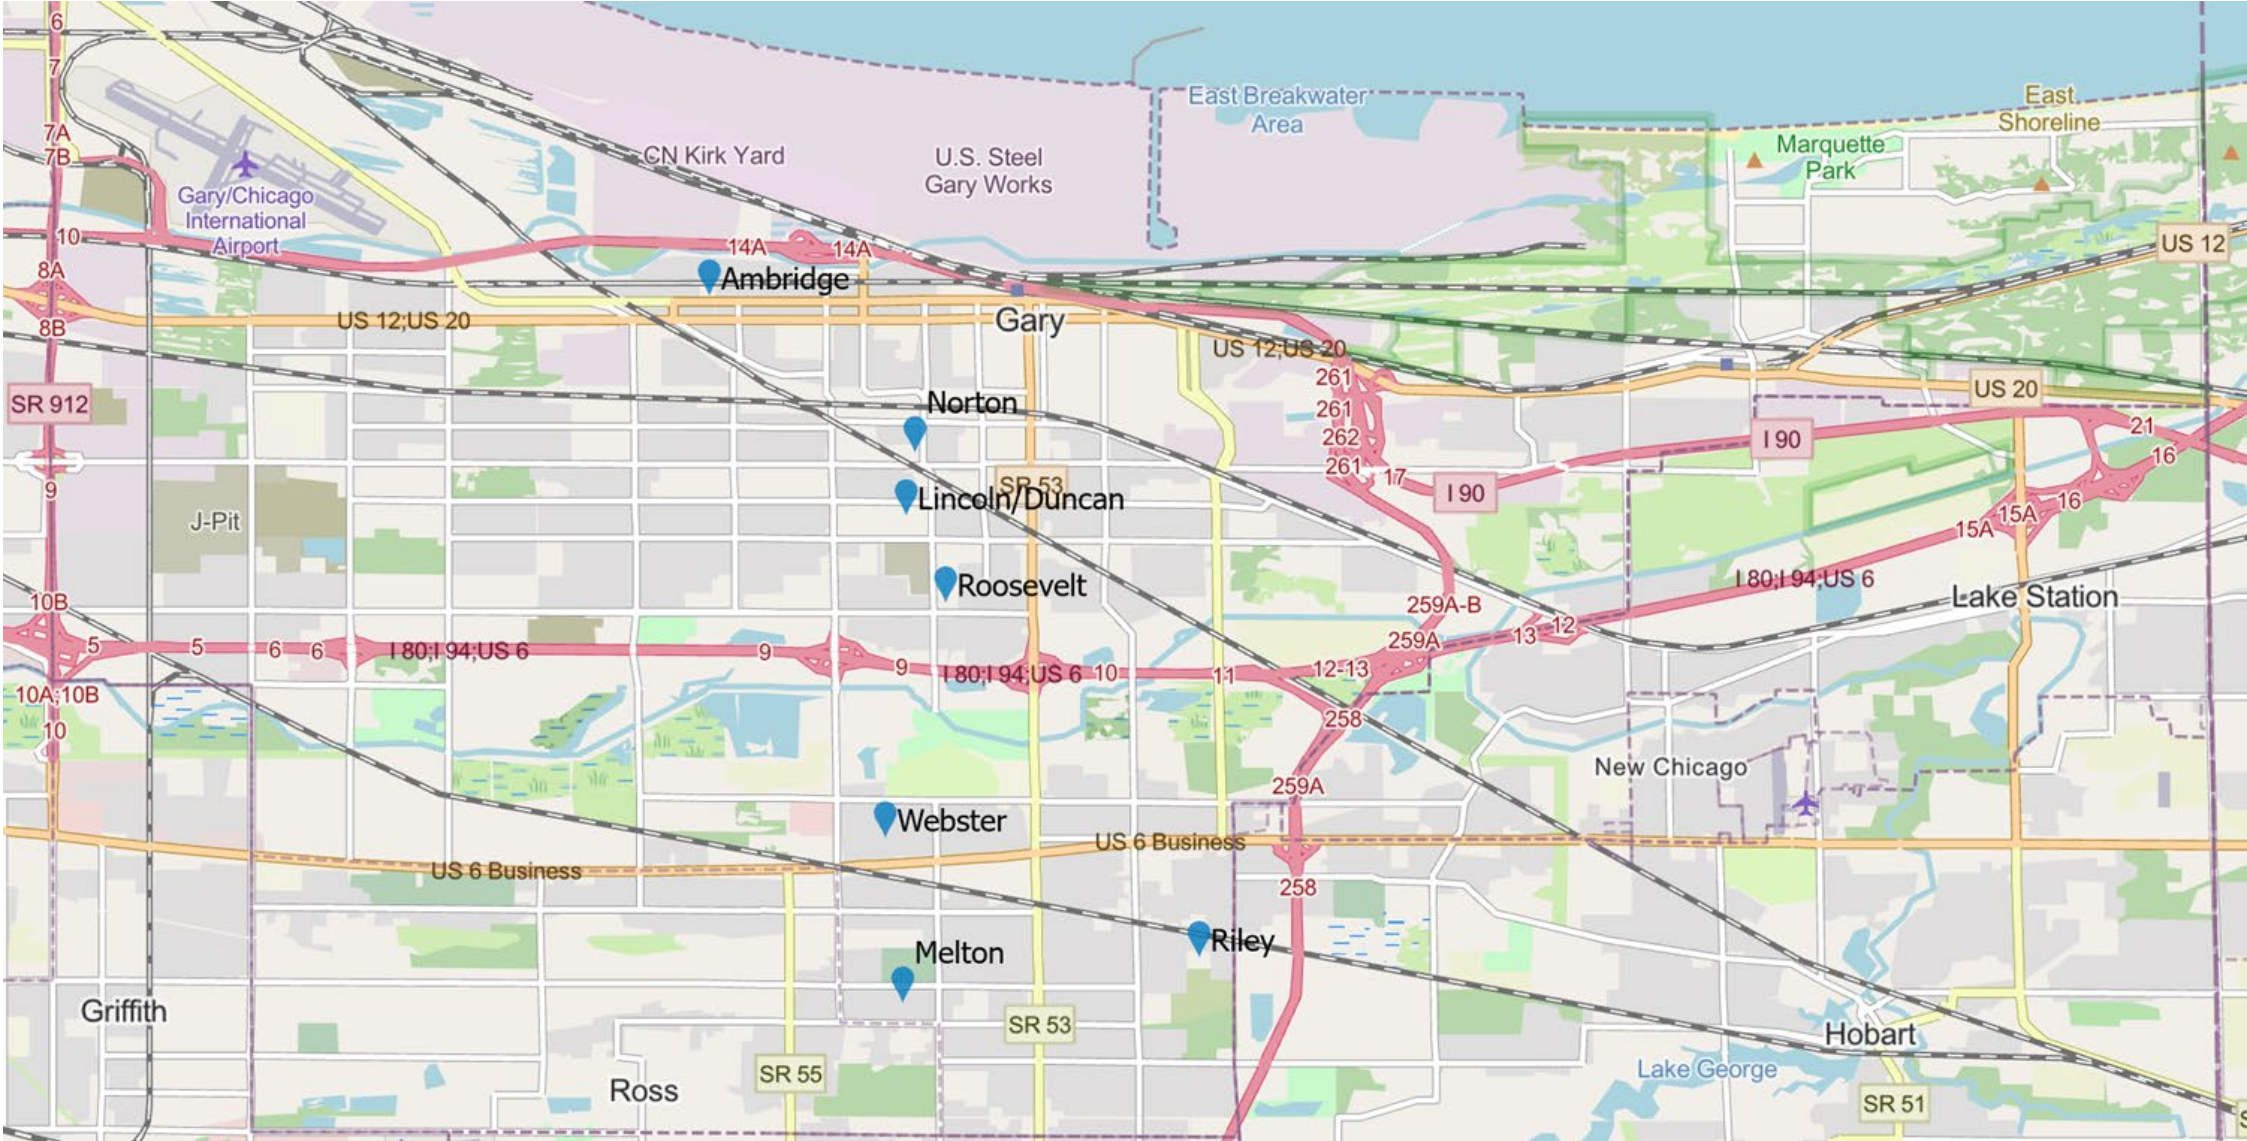 6
7
7A
7B
Gary/Chicago
International
Airport
CN Kirk Yard
U.S. Steel
Gary Works
East Breakwater
Area
Marquette
Park
East
Shoreline
US 12
10
14A
14A
8A
8B
Ambridge
US 12;US 20
Gary
US 12;US 20
261
261
262
261
17
SR 912
Norton
US 20
I 90
I 90
21
16
16
15A
15A
9
J-Pit
SR 53
Lincoln/Duncan
Roosevelt
I 80;I 94;US 6
Lake Station
10B
5
5
6
6
I 80;I 94;US 6
9
9
I 80;I 94;US 6
10
11
12-13
259A
259A-B
13
12
10A;10B
10
258
259A
New Chicago
Webster
US 6 Business
US 6 Business
258
Riley
Melton
Griffith
SR 53
Hobart
Ross
SR 55
Lake George
SR 51
S